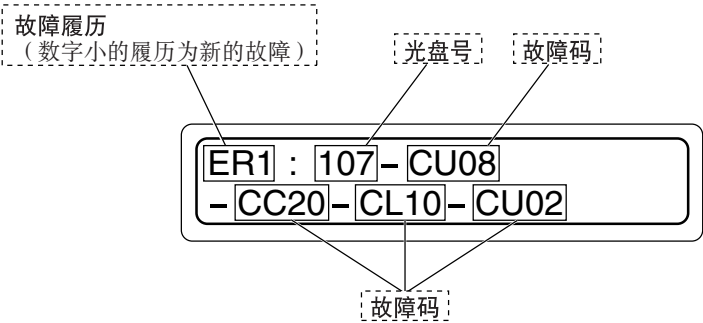 故障履历
（数字小的履历为新的故障）
光盘号
故障码
ER1 : 107–CU08
–CC20–CL10–CU02
故障码